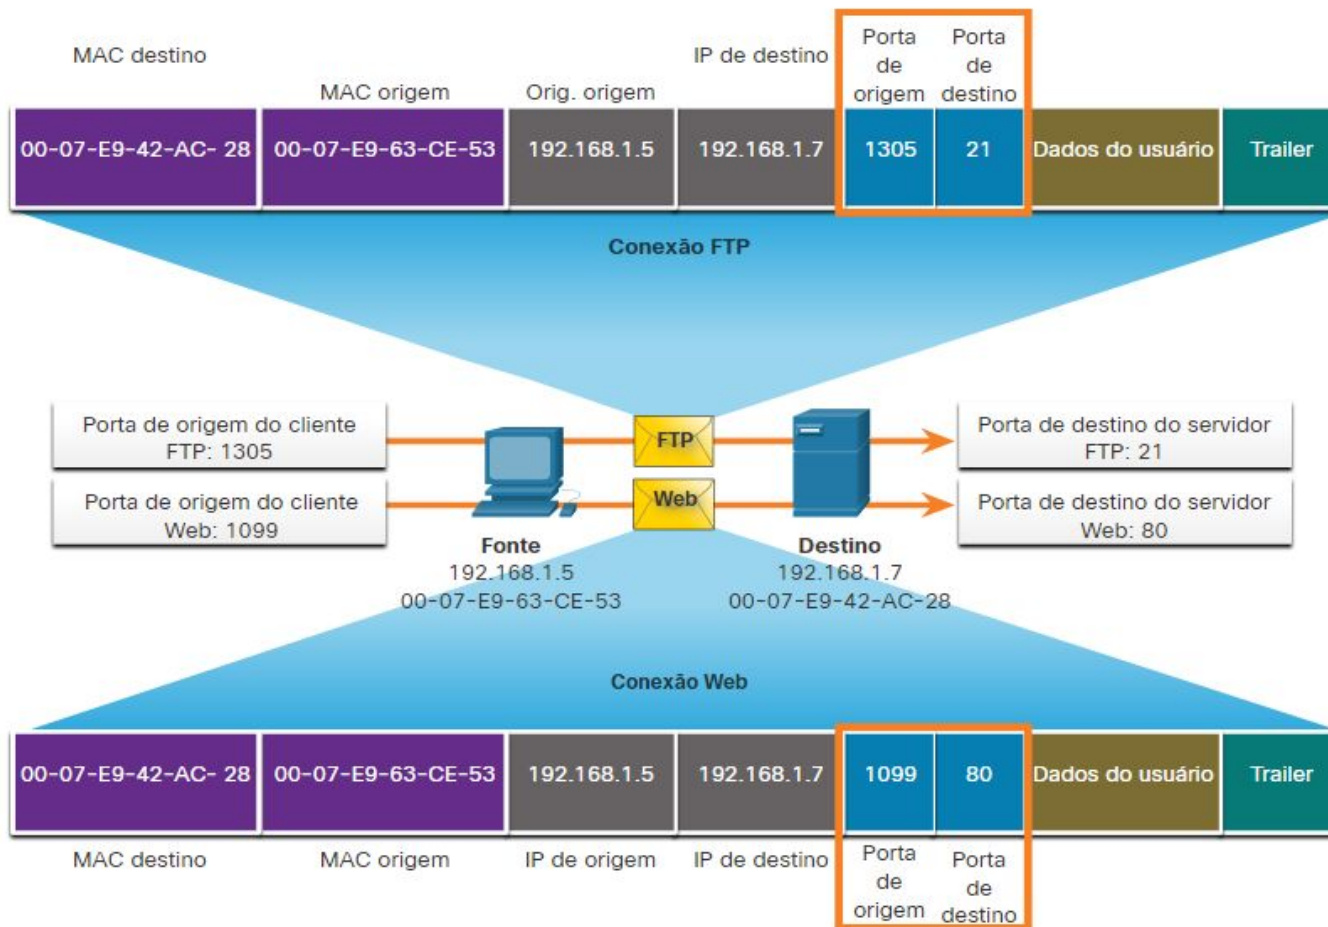 MAC destino
MAC origem
Orig. origem
IP de destino
Porta
de
origem
Porta
de
destino
00-07-E9-42-AC- 28
00-07-E9-63-CE-53
192.168.1.5
192.168.1.7
1305
21
Dados do usuário
Trailer
Conexão FTP
Porta de origem do cliente
FTP: 1305
FTP
Porta de destino do servidor
FTP: 21
Porta de origem do cliente
Web: 1099
Web
Porta de destino do servidor
Web: 80
Fonte
192.168.1.5
00-07-E9-63-CE-53
Destino
192.168.1.7
00-07-E9-42-AC-28
Conexão Web
00-07-E9-42-AC- 28
00-07-E9-63-CE-53
192.168.1.5
192.168.1.7
1099
80
Dados do usuário
Trailer
MAC destino
MAC origem
IP de origem
IP de destino
Porta
de
origem
Porta
de
destino